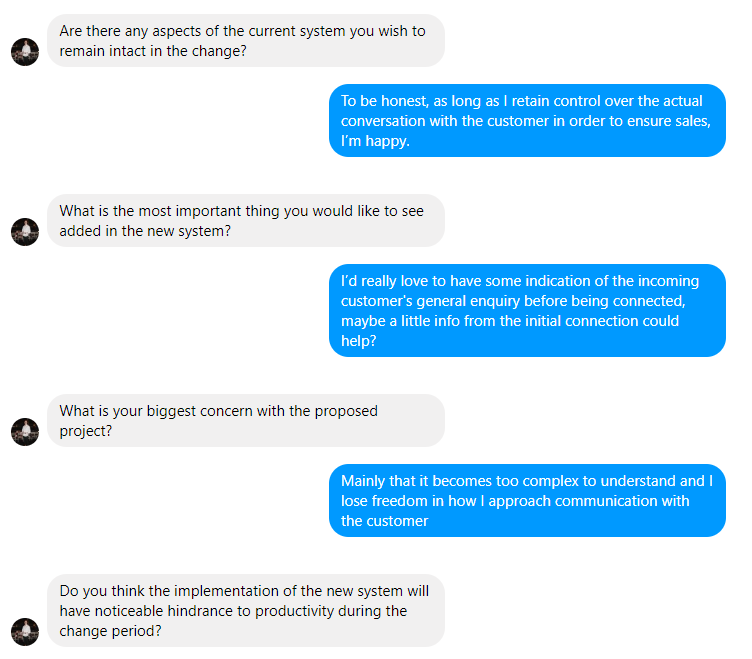 Are there any aspects of the current system you wish to
remain intact in the change?
To be honest, as long as I retain control over the actual
conversation with the customer in order to ensure sales,
I'm happy.
What is the most important thing you would like to see
added in the new system?
I'd really love to have some indication of the incoming
customer's general enquiry before being connected,
maybe a little info from the initial connection could
help?
What is your biggest concern with the proposed
project?
Mainly that it becomes too complex to understand and I
lose freedom in how I approach communication with
the customer
Do you think the implementation of the new system will
have noticeable hindrance to productivity during the
change period?